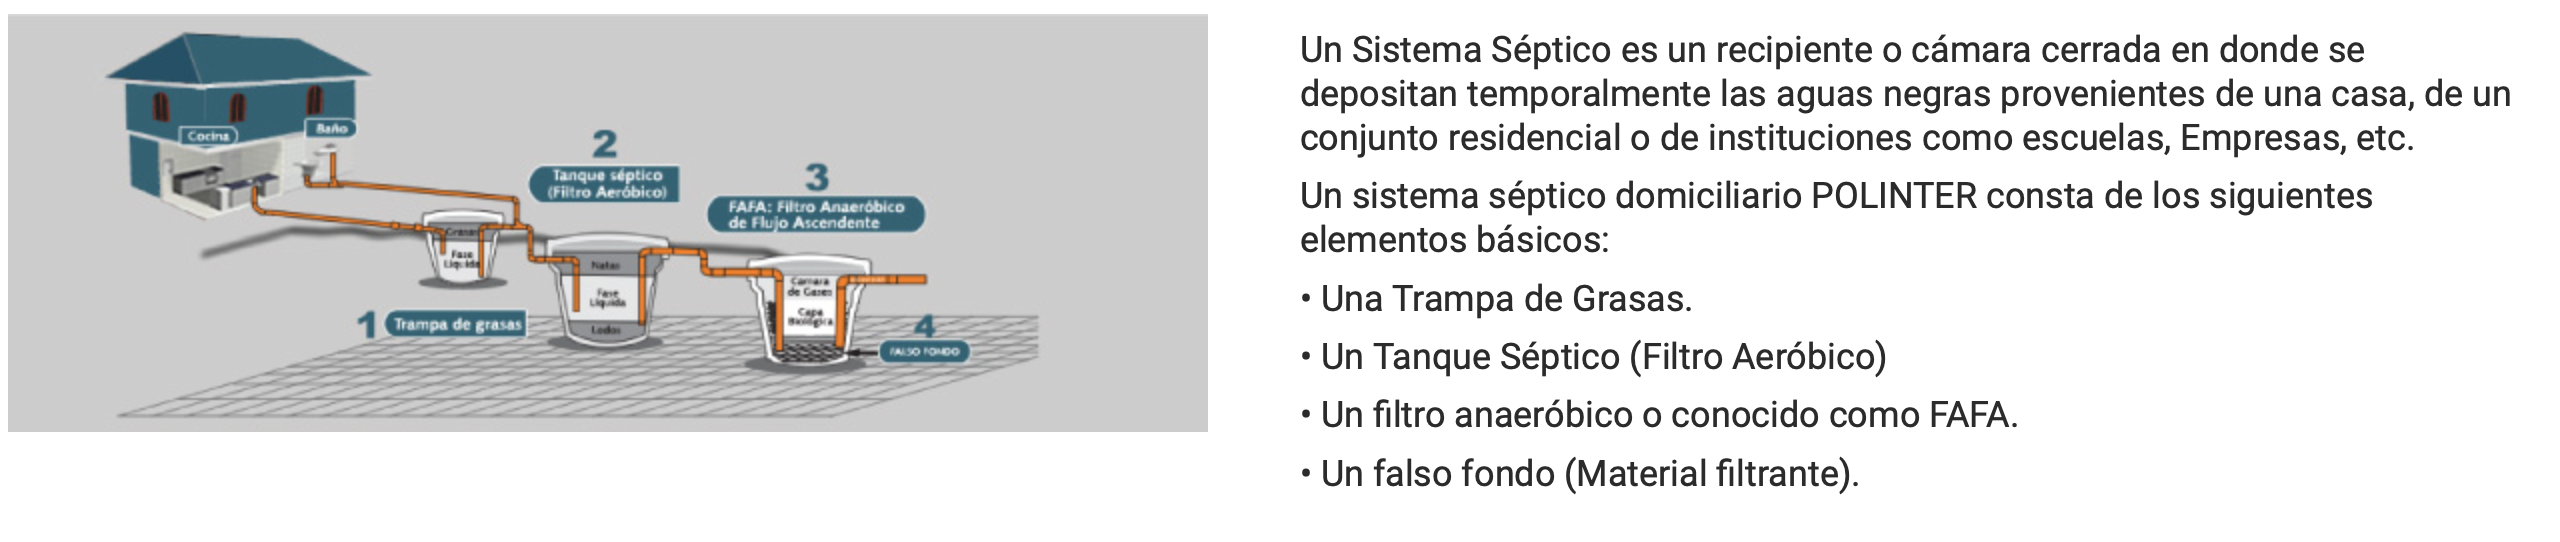 Cocina
Baño
2
Tanque séptico
(Filtro Aeróbico)
3
FAFA: Filtro Anaeróbico
de Flujo Ascendente
Grasas
Fase
Líquida
Natas
Fase
Líquida
Lodos
Camara
de Gases
Capa
Biológica
1 Trampa de grasas
4
FALSO FONDO
Un Sistema Séptico es un recipiente o cámara cerrada en donde se
depositan temporalmente las aguas negras provenientes de una casa, de un
conjunto residencial o de instituciones como escuelas, Empresas, etc.
Un sistema séptico domiciliario POLINTER consta de los siguientes
elementos básicos:
• Una Trampa de Grasas.
• Un Tanque Séptico (Filtro Aeróbico)
• Un filtro anaeróbico o conocido como FAFA.
• Un falso fondo (Material filtrante).